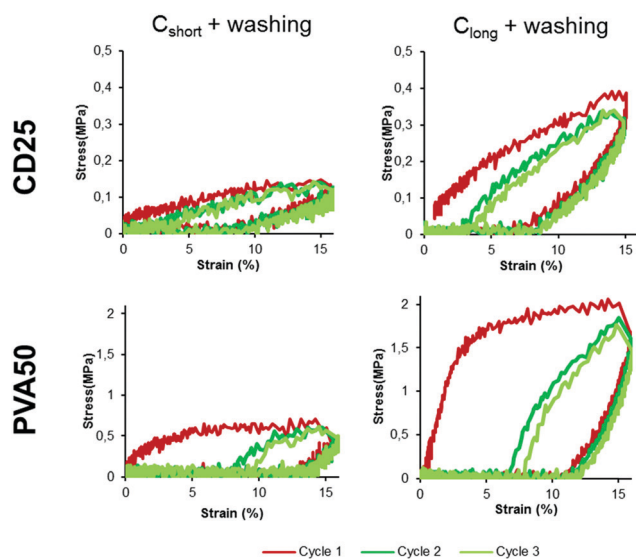 C_short + washing
C_long + washing
CD25
Stress(MPa)
0,5
0,4
0,3
0,2
0,1
0
0 5 10 15
Strain (%)
Stress(MPa)
0,5
0,4
0,3
0,2
0,1
0
0 5 10 15
Strain (%)
PVA50
Stress(MPa)
2
1,5
1
0,5
0
0 5 10 15
Strain (%)
Stress(MPa)
2
1,5
1
0,5
0
0 5 10 15
Strain (%)
Cycle 1 Cycle 2 Cycle 3